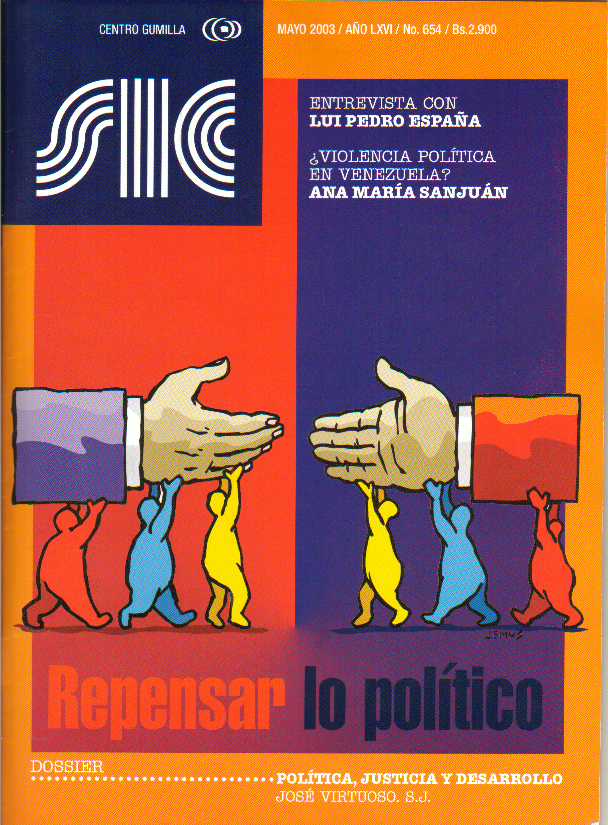 CENTRO GUMILLA
MAYO 2003 / AÑO LXVI / No. 654 / Bs.2.900
SIC
ENTREVISTA CON
LUI PEDRO ESPAÑA
¿VIOLENCIA POLÍTICA
EN VENEZUELA?
ANA MARÍA SANJUÁN
Repensar lo político
DOSSIER
POLÍTICA, JUSTICIA Y DESARROLLO
JOSÉ VIRTUOSO. S.J.